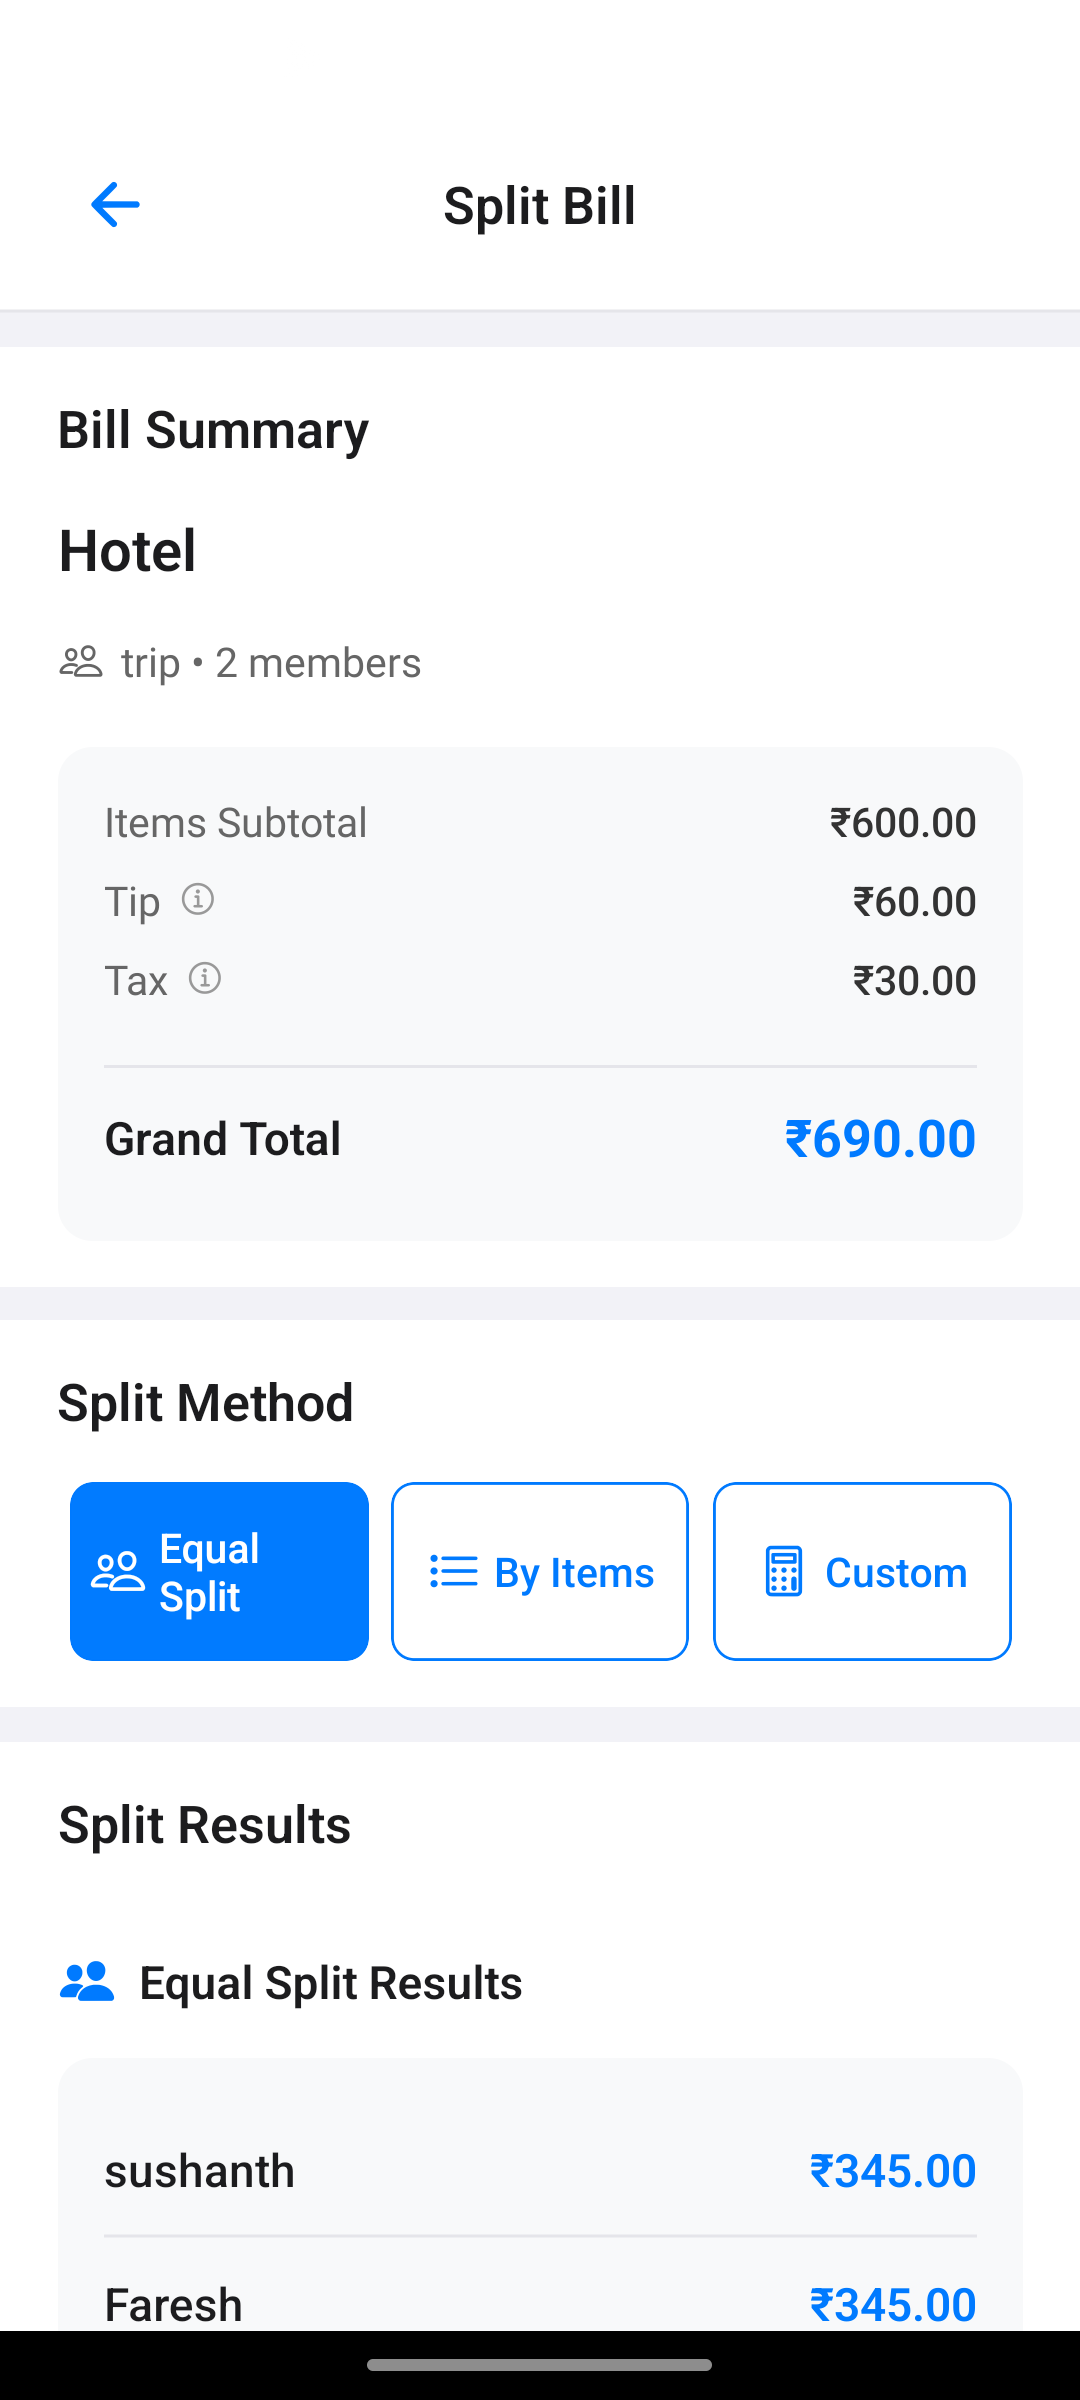 Split Bill
Bill Summary
Hotel
trip • 2 members
Items Subtotal ₹600.00
Tip ₹60.00
Tax ₹30.00
Grand Total ₹690.00
Split Method
Equal
Split
By Items
Custom
Split Results
Equal Split Results
sushanth ₹345.00
Faresh ₹345.00